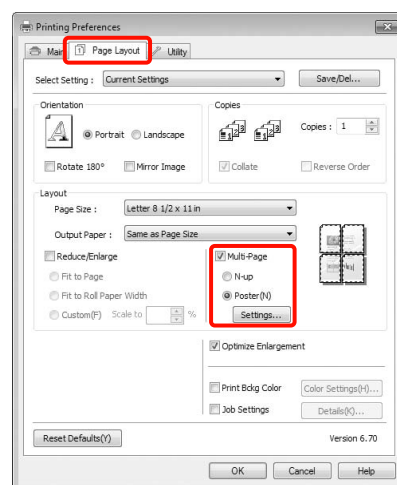 Printing Preferences
Main Page Layout Utility
Select Setting : Current Settings Save/Del...
Orientation Copies
Portrait Landscape Copies : 1
Rotate 180° Mirror Image Collate Reverse Order
Layout
Page Size : Letter 8 1/2 x 11 in
Output Paper : Same as Page Size
Reduce/Enlarge Multi-Page
Fit to Page N-up
Fit to Roll Paper Width Poster(N)
Custom(F) Scale to % Settings...
Optimize Enlargement
Print Bckg Color Color Settings(H)...
Job Settings Details(K)...
Reset Defaults(Y) Version 6.70
OK Cancel Help